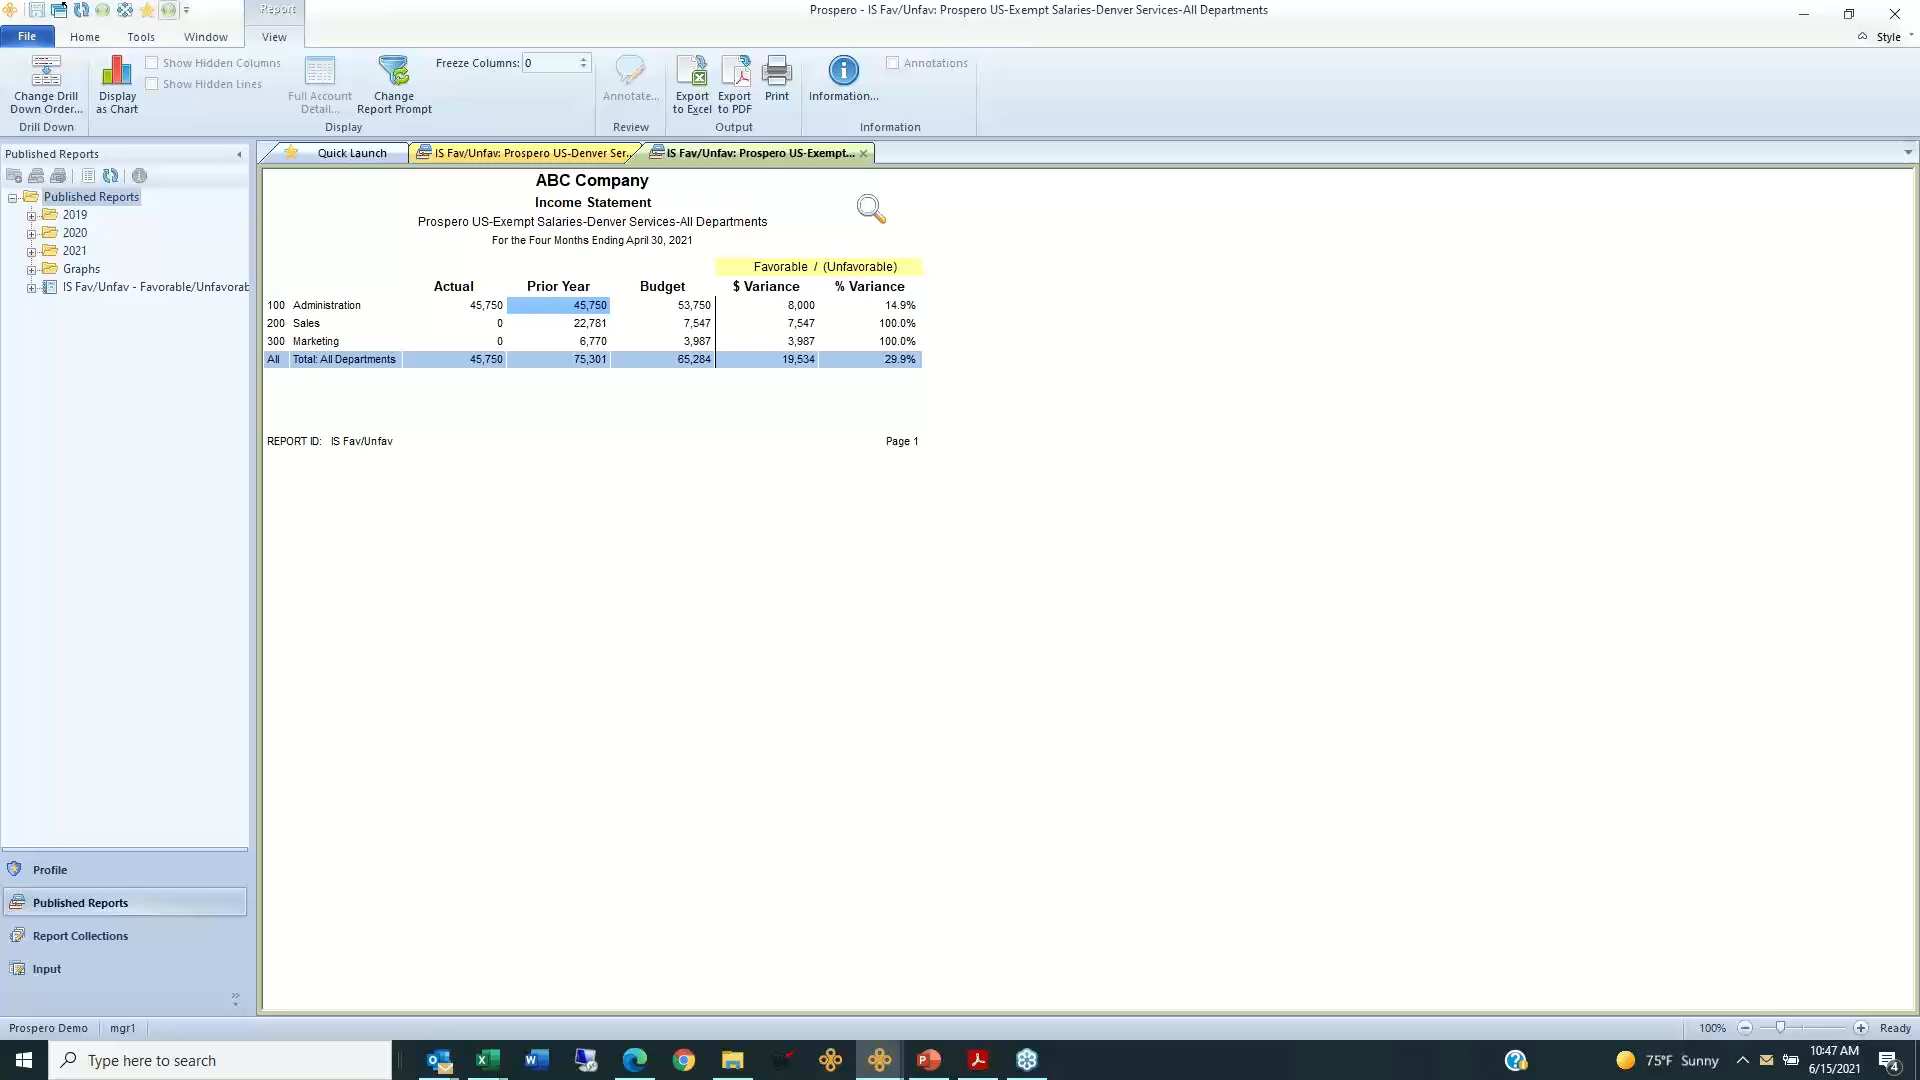 Report
Prospero - IS Fav/Unfav: Prospero US-Exempt Salaries-Denver Services-All Departments
File Home Tools Window View Style
Show Hidden Columns
Show Hidden Lines
Freeze Columns: 0
Annotations
Change Drill
Down Order...
Display
as Chart
Full Account
Detail...
Change
Report Prompt
Annotate...
Export
to Excel
Export
to PDF
Print
Information...
Drill Down Display Review Output Information
Published Reports
Quick Launch
IS Fav/Unfav: Prospero US-Denver Ser...
IS Fav/Unfav: Prospero US-Exempt...
Published Reports
2019
2020
2021
Graphs
IS Fav/Unfav - Favorable/Unfavorab
ABC Company
Income Statement
Prospero US-Exempt Salaries-Denver Services-All Departments
For the Four Months Ending April 30, 2021
Favorable / (Unfavorable)
Actual Prior Year Budget $ Variance % Variance
100 Administration 45,750 45,750 53,750 8,000 14.9%
200 Sales 0 22,781 7,547 7,547 100.0%
300 Marketing 0 6,770 3,987 3,987 100.0%
All Total: All Departments 45,750 75,301 65,284 19,534 29.9%
REPORT ID: IS Fav/Unfav Page 1
Profile
Published Reports
Report Collections
Input
Prospero Demo mgr1 100% Ready
Type here to search
75°F Sunny
10:47 AM
6/15/2021
4